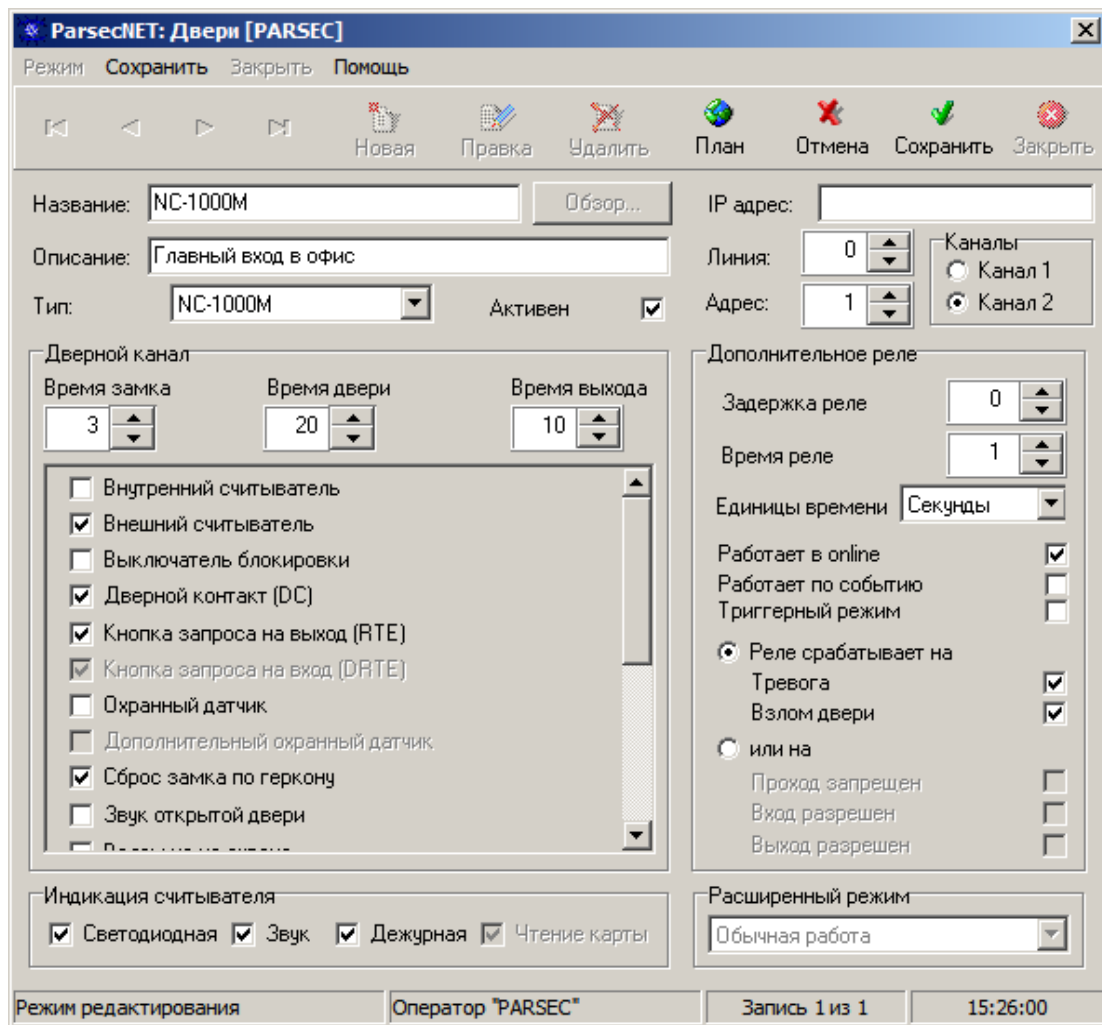 ParsecNET: Двери [PARSEC]
Режим Сохранить Закрыть Помощь
Новая Правка Удалить План Отмена Сохранить Закрыть
Название: NC-1000M Обзор... IP адрес:
Описание: Главный вход в офис Линия: 0 Каналы
Канал 1
Тип: NC-1000M Активен Адрес: 1 Канал 2
Дверной канал
Время замка Время двери Время выхода
3 20 10
Внутренний считыватель
Внешний считыватель
Выключатель блокировки
Дверной контакт (DC)
Кнопка запроса на выход (RTE)
Кнопка запроса на вход (DRTE)
Охранный датчик
Дополнительный охранный датчик
Сброс замка по геркону
Звук открытой двери
Дополнительное реле
Задержка реле 0
Время реле 1
Единицы времени Секунды
Работает в online
Работает по событию
Триггерный режим
Реле срабатывает на
Тревога
Взлом двери
или на
Проход запрещен
Вход разрешен
Выход разрешен
Индикация считывателя
Светодиодная Звук Дежурная Чтение карты
Расширенный режим
Обычная работа
Режим редактирования Оператор "PARSEC" Запись 1 из 1 15:26:00